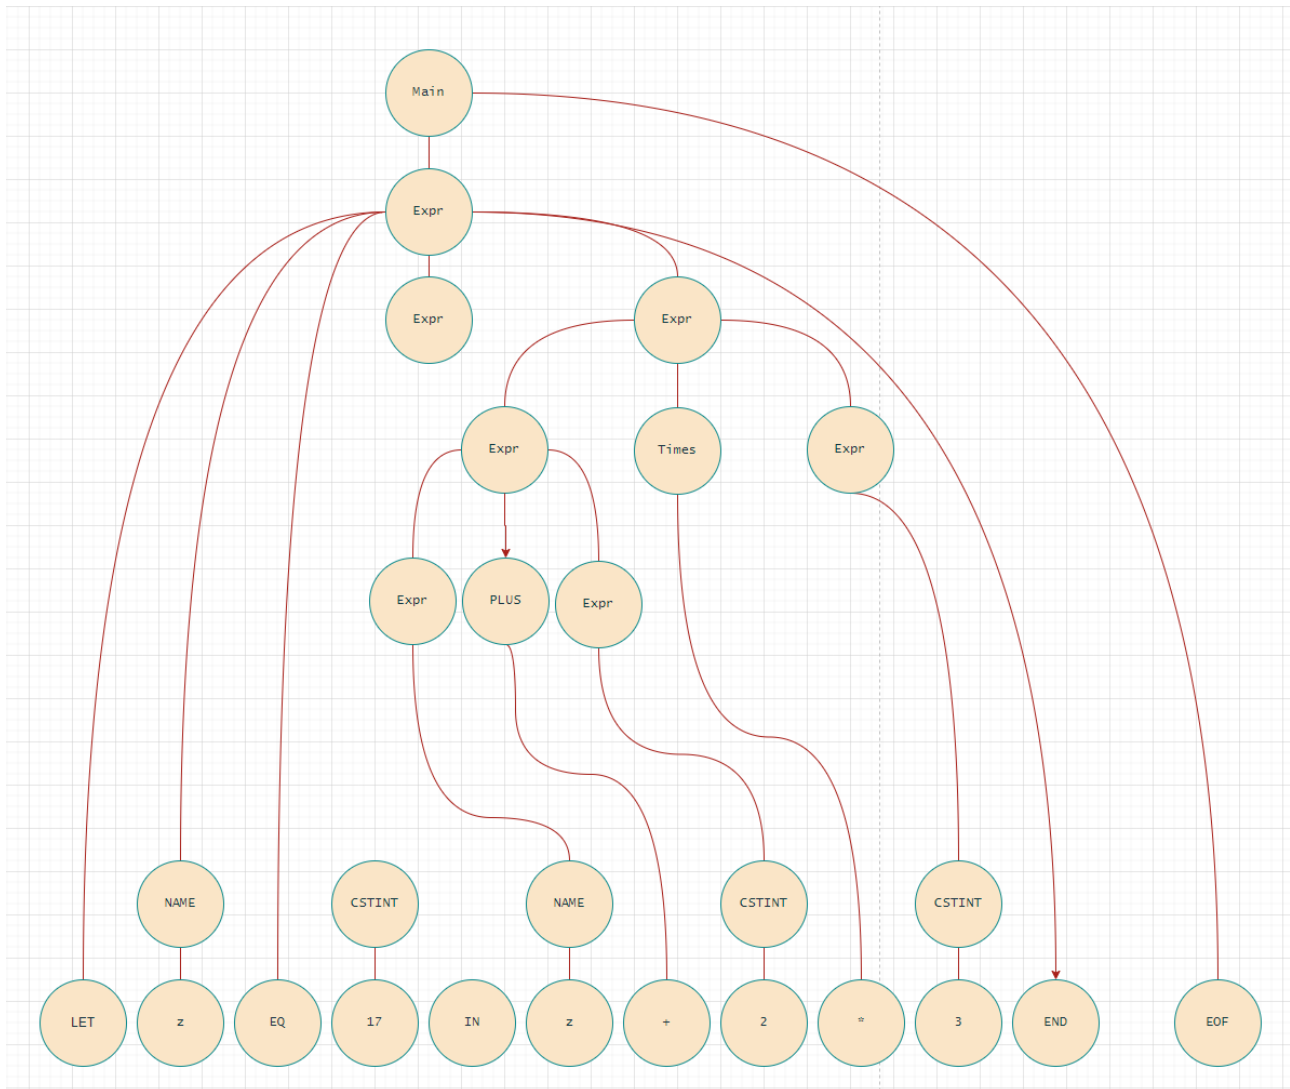 Main
Expr
Expr
Expr
Expr
Times
Expr
Expr
PLUS
Expr
NAME
CSTINT
NAME
CSTINT
CSTINT
LET
z
EQ
17
IN
z
+
2
*
3
END
EOF